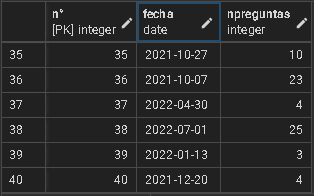 n° fecha npreguntas
[PK] integer date integer
35 35 2021-10-27 10
36 36 2021-10-07 23
37 37 2022-04-30 4
38 38 2022-07-01 25
39 39 2022-01-13 3
40 40 2021-12-20 4